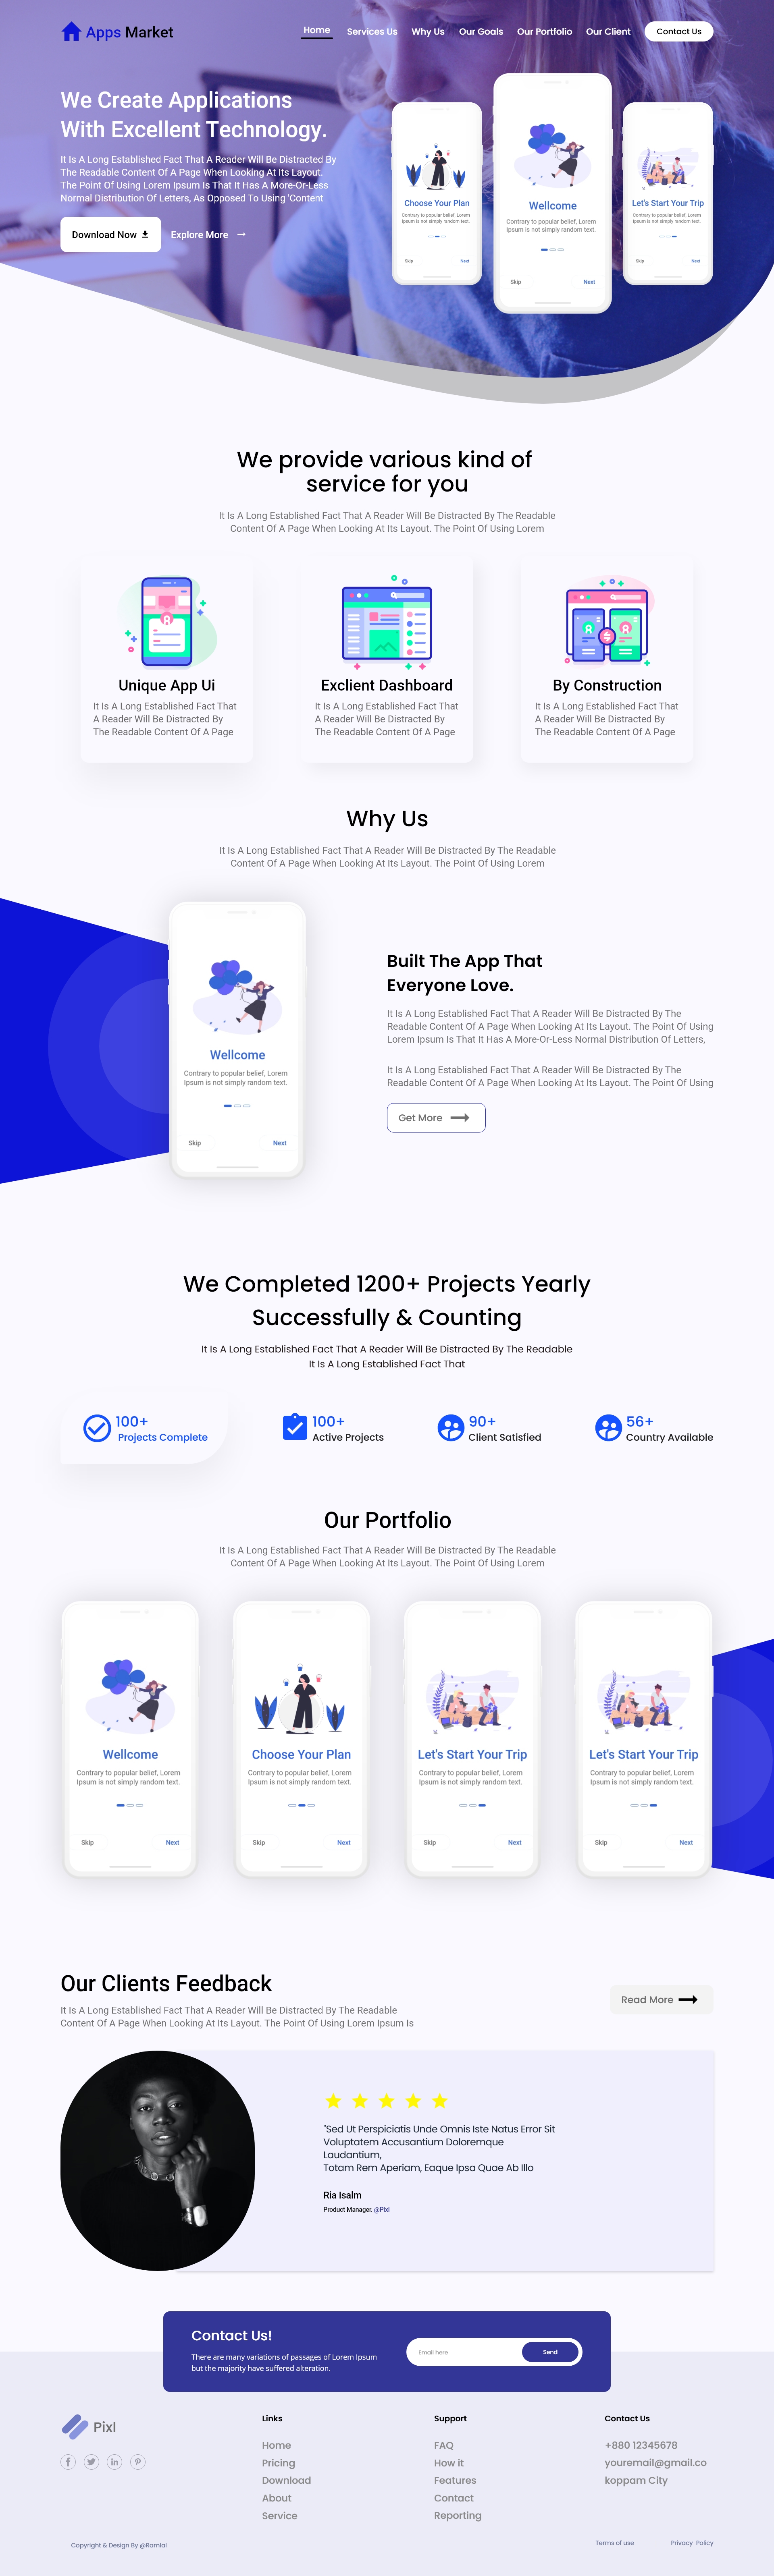 Apps Market
Home
Services Us
Why Us
Our Goals
Our Portfolio
Our Client
Contact Us
We Create Applications
With Excellent Technology.
It Is A Long Established Fact That A Reader Will Be Distracted By
The Readable Content Of A Page When Looking At Its Layout.
The Point Of Using Lorem Ipsum Is That It Has A More-Or-Less
Normal Distribution Of Letters, As Opposed To Using 'Content
Download Now
Explore More
Choose Your Plan
Contrary to popular belief, Lorem
Ipsum is not simply random text.
Skip
Next
Wellcome
Contrary to popular belief, Lorem
Ipsum is not simply random text.
Skip
Next
Let's Start Your Trip
Contrary to popular belief, Lorem
Ipsum is not simply random text.
Skip
Next
We provide various kind of
service for you
It Is A Long Established Fact That A Reader Will Be Distracted By The Readable
Content Of A Page When Looking At Its Layout. The Point Of Using Lorem
Unique App Ui
It Is A Long Established Fact That
A Reader Will Be Distracted By
The Readable Content Of A Page
Exclient Dashboard
It Is A Long Established Fact That
A Reader Will Be Distracted By
The Readable Content Of A Page
By Construction
It Is A Long Established Fact That
A Reader Will Be Distracted By
The Readable Content Of A Page
Why Us
It Is A Long Established Fact That A Reader Will Be Distracted By The Readable
Content Of A Page When Looking At Its Layout. The Point Of Using Lorem
Wellcome
Contrary to popular belief, Lorem
Ipsum is not simply random text.
Skip
Next
Built The App That
Everyone Love.
It Is A Long Established Fact That A Reader Will Be Distracted By The
Readable Content Of A Page When Looking At Its Layout. The Point Of Using
Lorem Ipsum Is That It Has A More-Or-Less Normal Distribution Of Letters,
It Is A Long Established Fact That A Reader Will Be Distracted By The
Readable Content Of A Page When Looking At Its Layout. The Point Of Using
Get More
We Completed 1200+ Projects Yearly
Successfully & Counting
It Is A Long Established Fact That A Reader Will Be Distracted By The Readable
It Is A Long Established Fact That
100+
Projects Complete
100+
Active Projects
90+
Client Satisfied
56+
Country Available
Our Portfolio
It Is A Long Established Fact That A Reader Will Be Distracted By The Readable
Content Of A Page When Looking At Its Layout. The Point Of Using Lorem
Wellcome
Contrary to popular belief, Lorem
Ipsum is not simply random text.
Skip
Next
Choose Your Plan
Contrary to popular belief, Lorem
Ipsum is not simply random text.
Skip
Next
Let's Start Your Trip
Contrary to popular belief, Lorem
Ipsum is not simply random text.
Skip
Next
Let's Start Your Trip
Contrary to popular belief, Lorem
Ipsum is not simply random text.
Skip
Next
Our Clients Feedback
It Is A Long Established Fact That A Reader Will Be Distracted By The Readable
Content Of A Page When Looking At Its Layout. The Point Of Using Lorem Ipsum Is
Read More
"Sed Ut Perspiciatis Unde Omnis Iste Natus Error Sit
Voluptatem Accusantium Doloremque
Laudantium,
Totam Rem Aperiam, Eaque Ipsa Quae Ab Illo
Ria Isalm
Product Manager. @Pixl
Contact Us!
There are many variations of passages of Lorem Ipsum
but the majority have suffered alteration.
Email here
Send
Pixl
Links
Home
Pricing
Download
About
Service
Support
FAQ
How it
Features
Contact
Reporting
Contact Us
+880 12345678
youremail@gmail.co
koppam City
Copyright & Design By @Ramlal
Terms of use
Privacy Policy